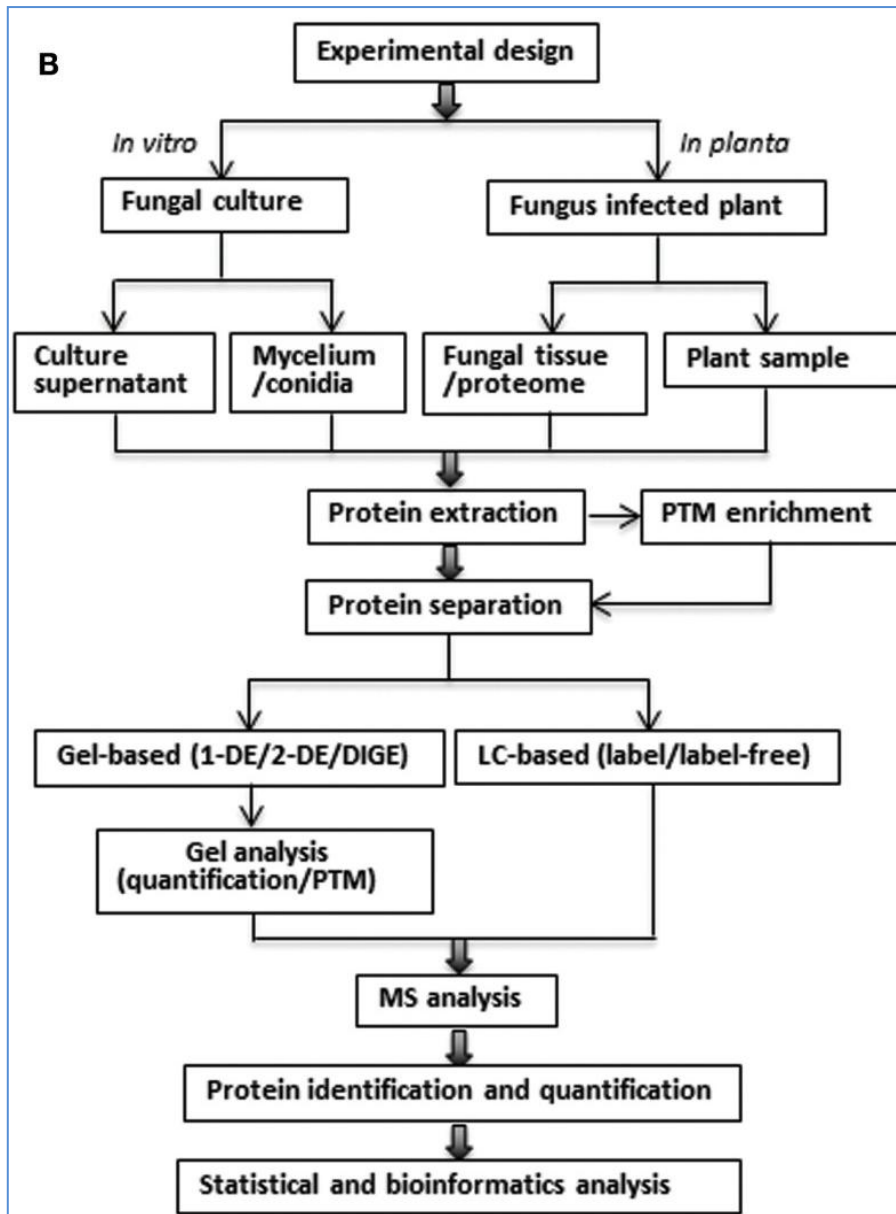 B
Experimental design
In vitro
In planta
Fungal culture
Fungus infected plant
Culture
supernatant
Mycelium
/conidia
Fungal tissue
/proteome
Plant sample
Protein extraction
PTM enrichment
Protein separation
Gel-based (1-DE/2-DE/DIGE)
LC-based (label/label-free)
Gel analysis
(quantification/PTM)
MS analysis
Protein identification and quantification
Statistical and bioinformatics analysis